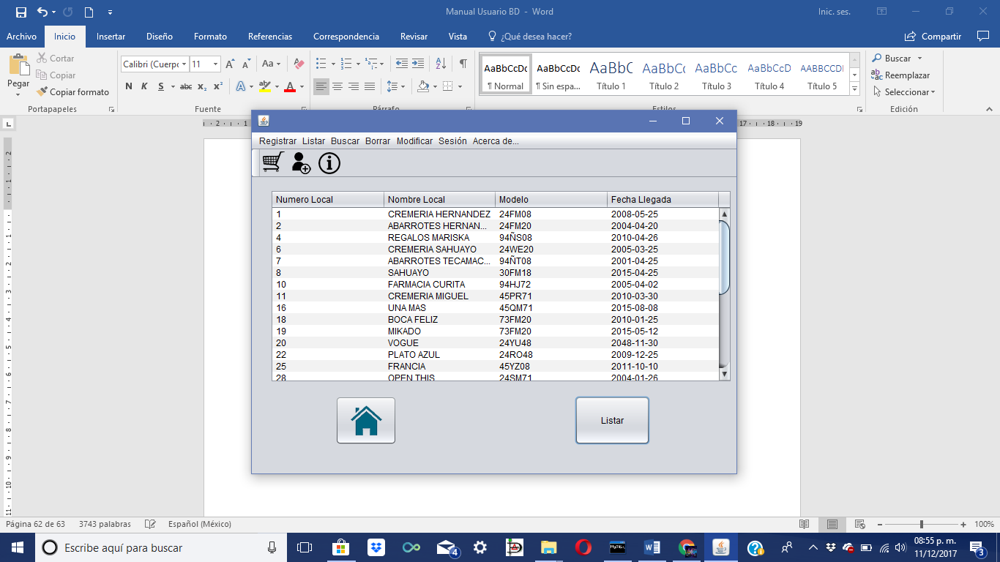 Manual Usuario BD - Word
Inic. ses.
Archivo Inicio Insertar Diseño Formato Referencias Correspondencia Revisar Vista ¿Qué desea hacer? Compartir
Pegar
Cortar
Copiar
Copiar formato
Portapapeles
Calibri (Cuerpo 11
Aa
N K S abc x₂ x²
Fuente
Párrafo
AaBbCcDc
¶ Normal
AaBbCcDc
¶ Sin espa...
AaBbC
Título 1
AaBbCc
Título 2
AaBbCc
Título 3
AaBbCcD
Título 4
AABBCCDI
Título 5
Estilos
Buscar
Reemplazar
Seleccionar
Edición
Registrar Listar Buscar Borrar Modificar Sesión Acerca de...
Numero Local Nombre Local Modelo Fecha Llegada
1 CREMERIA HERNANDEZ 24FM08 2008-05-25
2 ABARROTES HERNAN... 24FM20 2004-04-20
4 REGALOS MARISKA 94ÑS08 2010-04-26
6 CREMERIA SAHUAYO 24WE20 2005-03-25
7 ABARROTES TECAMAC... 94ÑT08 2001-04-25
8 SAHUAYO 30FM18 2015-04-25
10 FARMACIA CURITA 94HJ72 2005-04-02
11 CREMERIA MIGUEL 45PR71 2010-03-30
16 UNA MAS 45QM71 2015-08-08
18 BOCA FELIZ 73FM20 2010-01-25
19 MIKADO 73FM20 2015-05-12
20 VOGUE 24YU48 2048-11-30
22 PLATO AZUL 24RO48 2009-12-25
25 FRANCIA 45YZ08 2011-10-10
28 OPEN THIS 24SM71 2004-01-26
Listar
Página 62 de 63 3743 palabras Español (México) 100%
Escribe aquí para buscar
4
MySQL
08:55 p. m.
11/12/2017
3